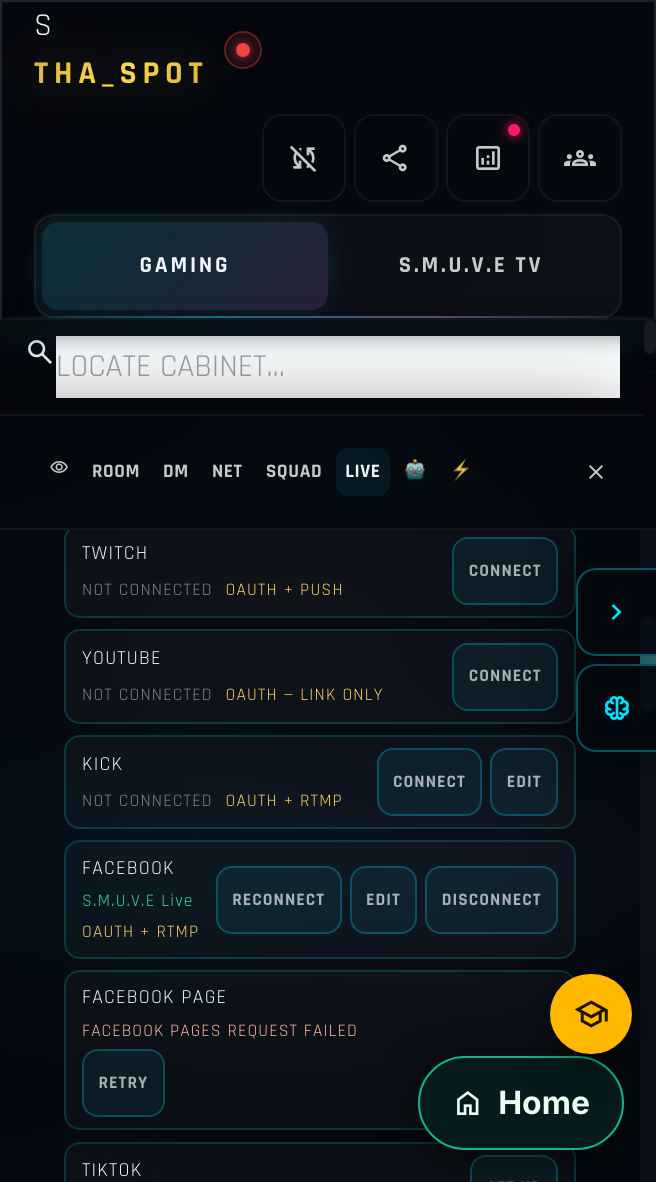 S
THA_SPOT
GAMING
S.M.U.V.E TV
LOCATE CABINET...
ROOM DM NET SQUAD LIVE
TWITCH
NOT CONNECTED OAUTH + PUSH
CONNECT
YOUTUBE
NOT CONNECTED OAUTH — LINK ONLY
CONNECT
KICK
NOT CONNECTED OAUTH + RTMP
CONNECT
EDIT
FACEBOOK
S.M.U.V.E Live
OAUTH + RTMP
RECONNECT
EDIT
DISCONNECT
FACEBOOK PAGE
FACEBOOK PAGES REQUEST FAILED
RETRY
Home
TIKTOK